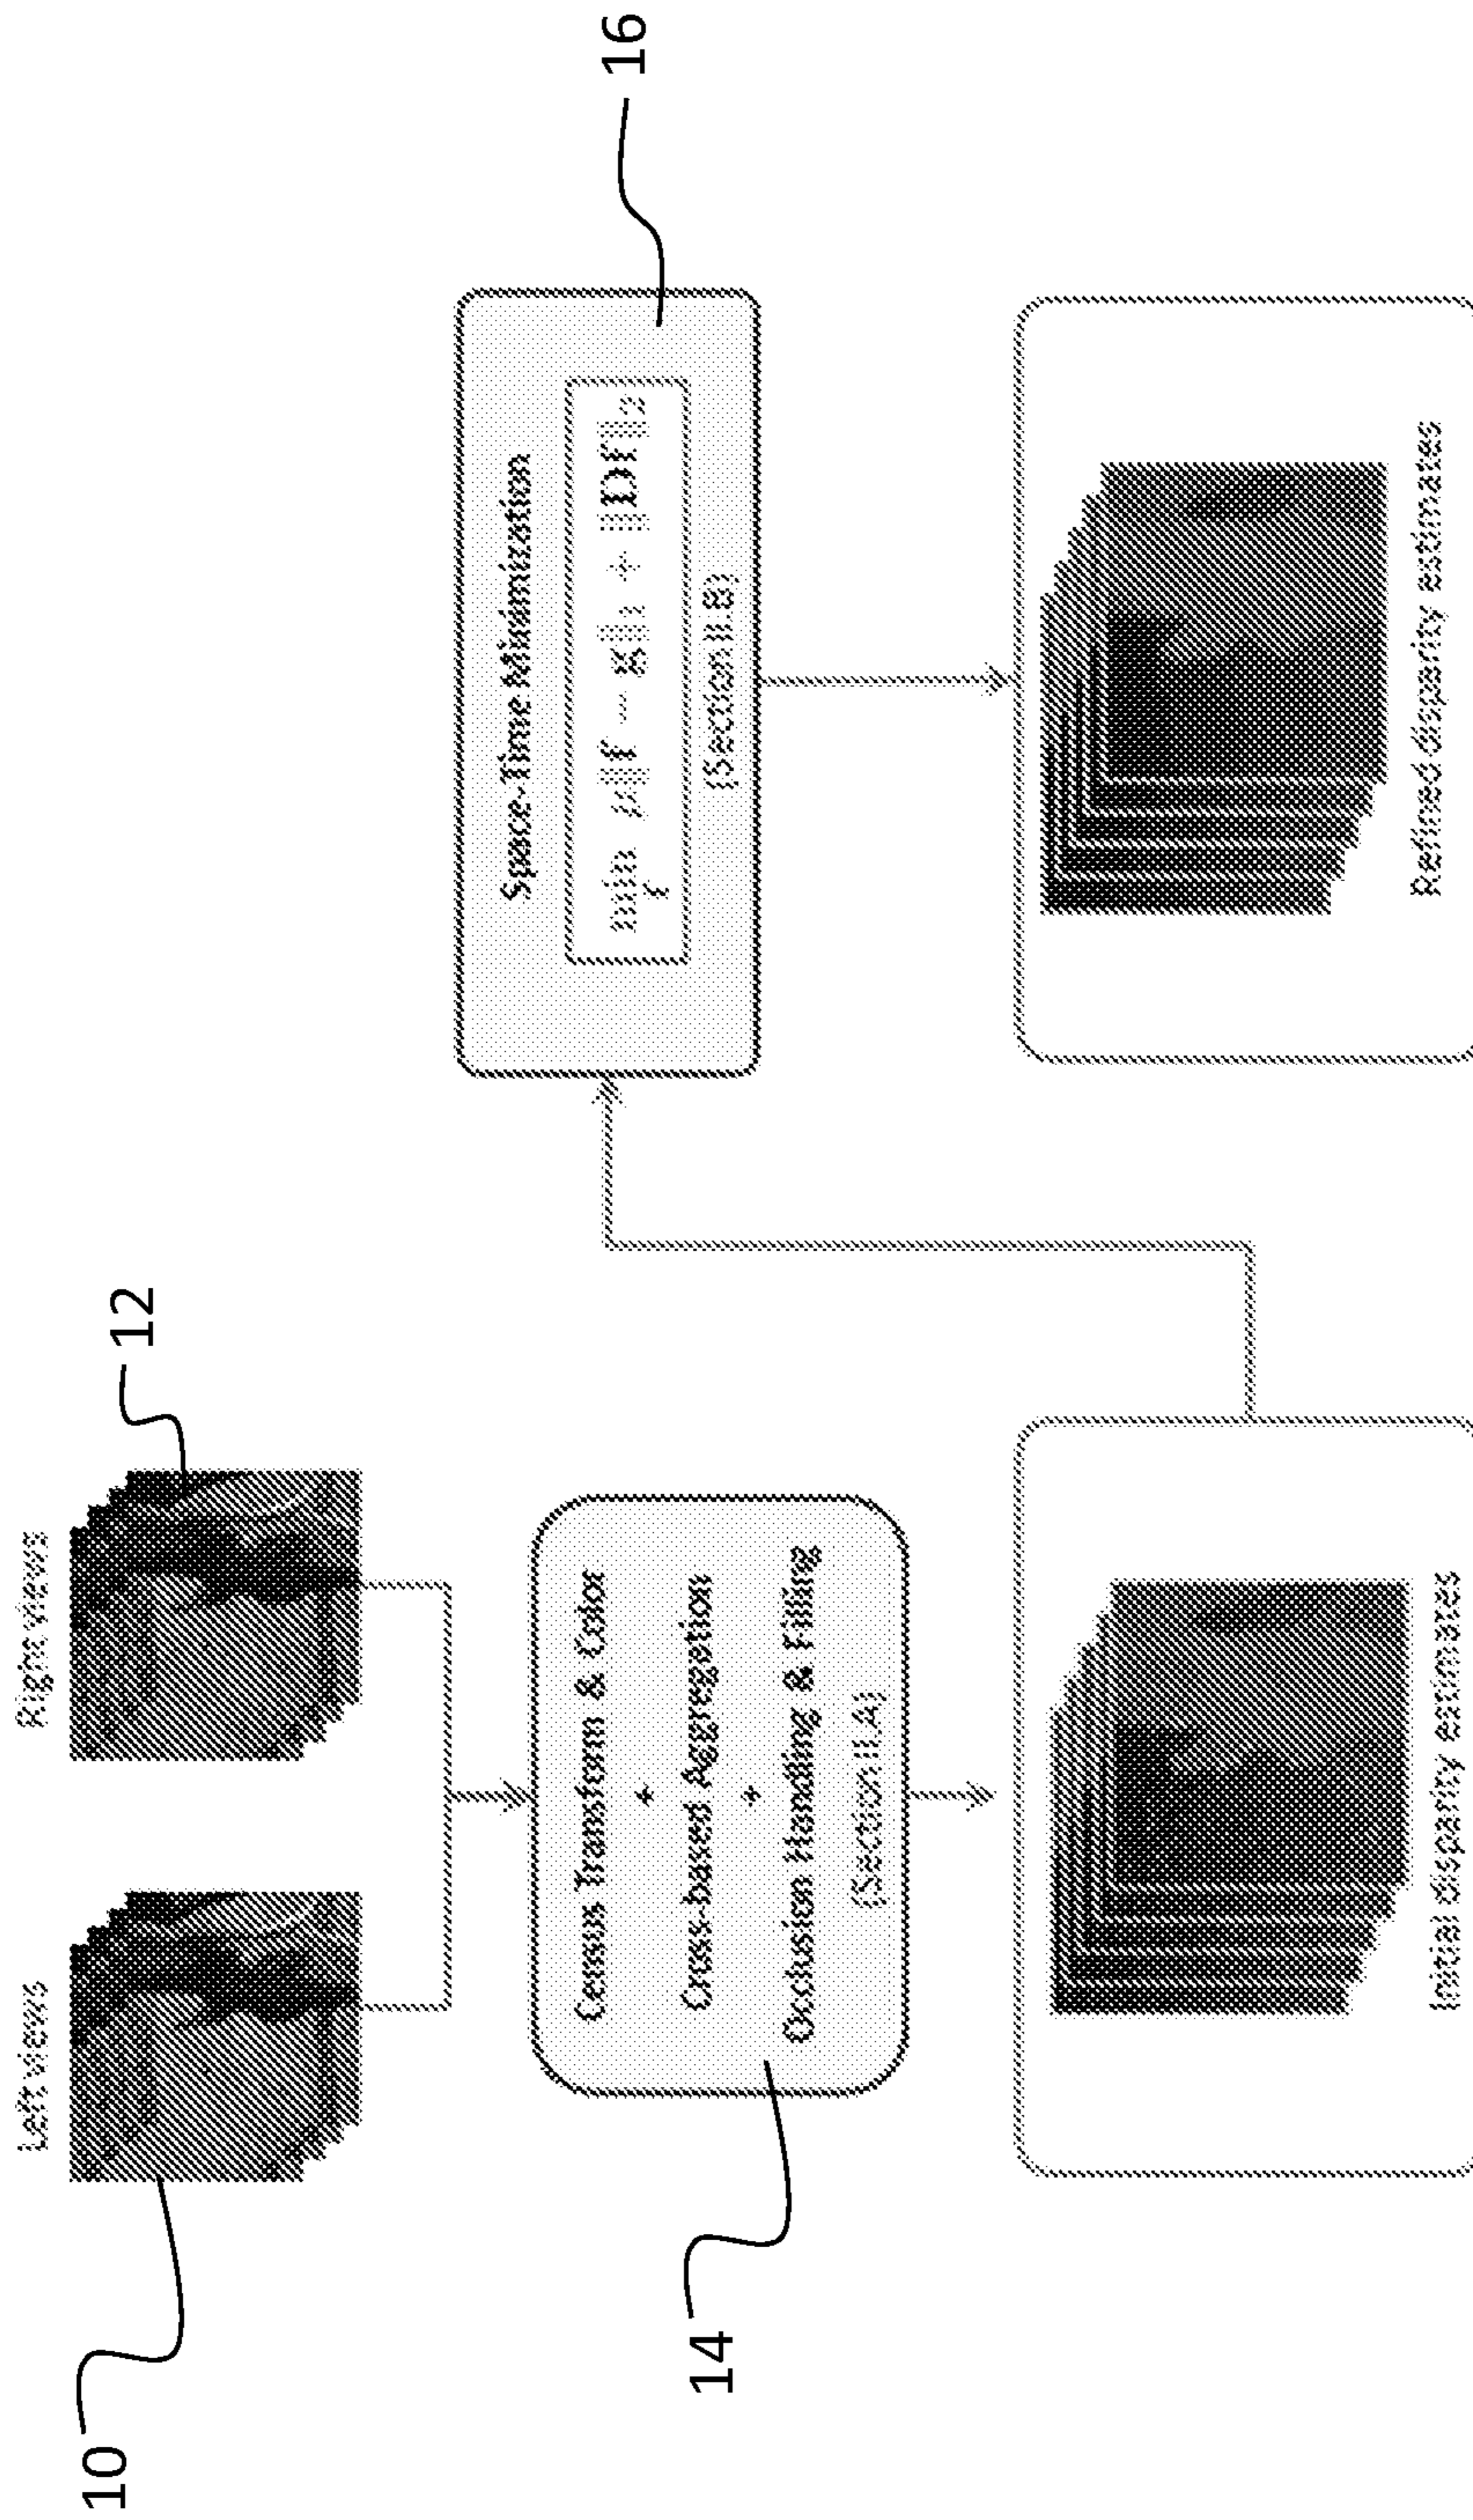 10
Left views
Right views
12
Census Transform & Color
+
Cross-based Aggregation
+
Occlusion Handling & Filling
(Section II.A)
14
Initial disparity estimates
16
Space-Time Minimization
min μ‖f − g‖₁ + ‖Df‖₂
f
(Section II.B)
Refined disparity estimates